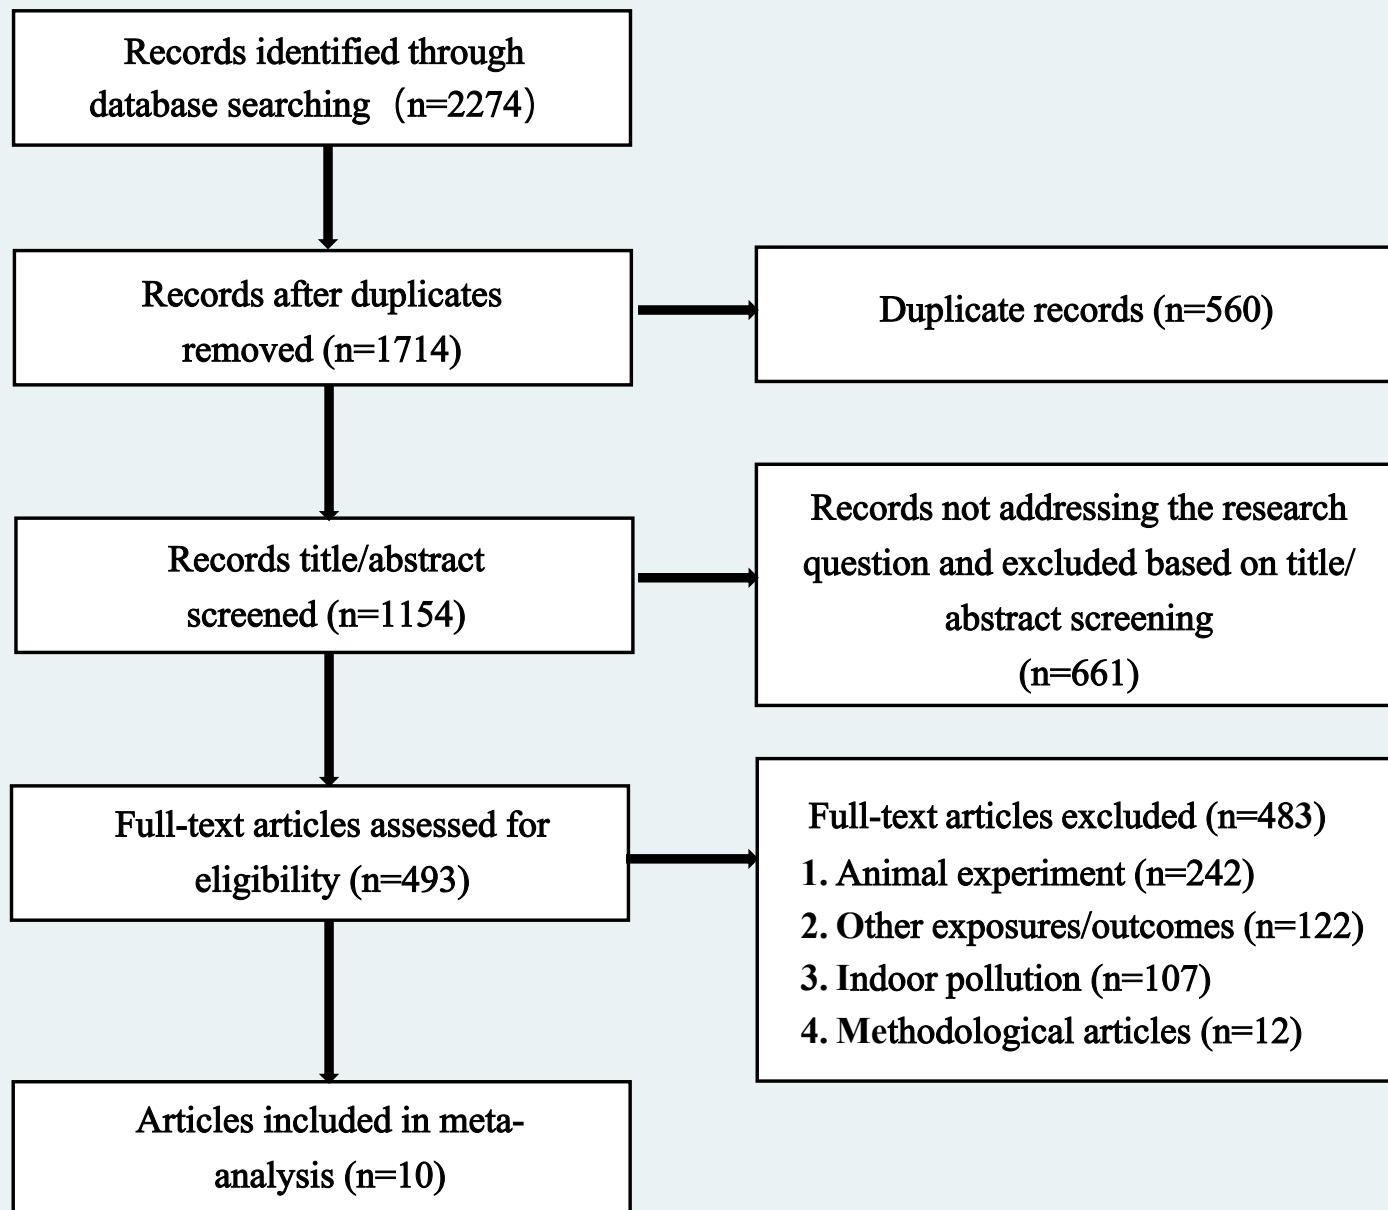 Records identified through
database searching（n=2274）
Records after duplicates
removed (n=1714)
Duplicate records (n=560)
Records title/abstract
screened (n=1154)
Records not addressing the research
question and excluded based on title/
abstract screening
(n=661)
Full-text articles assessed for
eligibility (n=493)
Full-text articles excluded (n=483)
1. Animal experiment (n=242)
2. Other exposures/outcomes (n=122)
3. Indoor pollution (n=107)
4. Methodological articles (n=12)
Articles included in meta-
analysis (n=10)